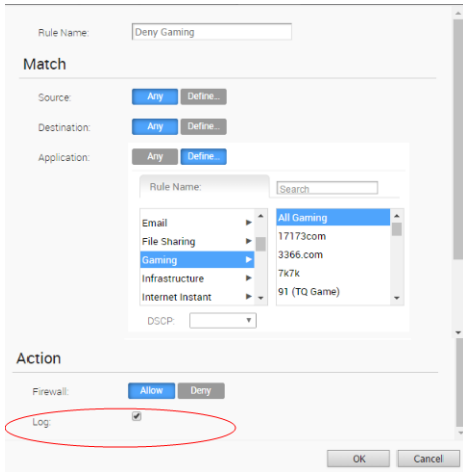 Rule Name: Deny Gaming
Match
Source: Any Define...
Destination: Any Define...
Application: Any Define...
Rule Name: Search
Email All Gaming
File Sharing 17173com
Gaming 3366.com
Infrastructure 7k7k
Internet Instant 91 (TQ Game)
DSCP:
Action
Firewall: Allow Deny
Log:
OK Cancel